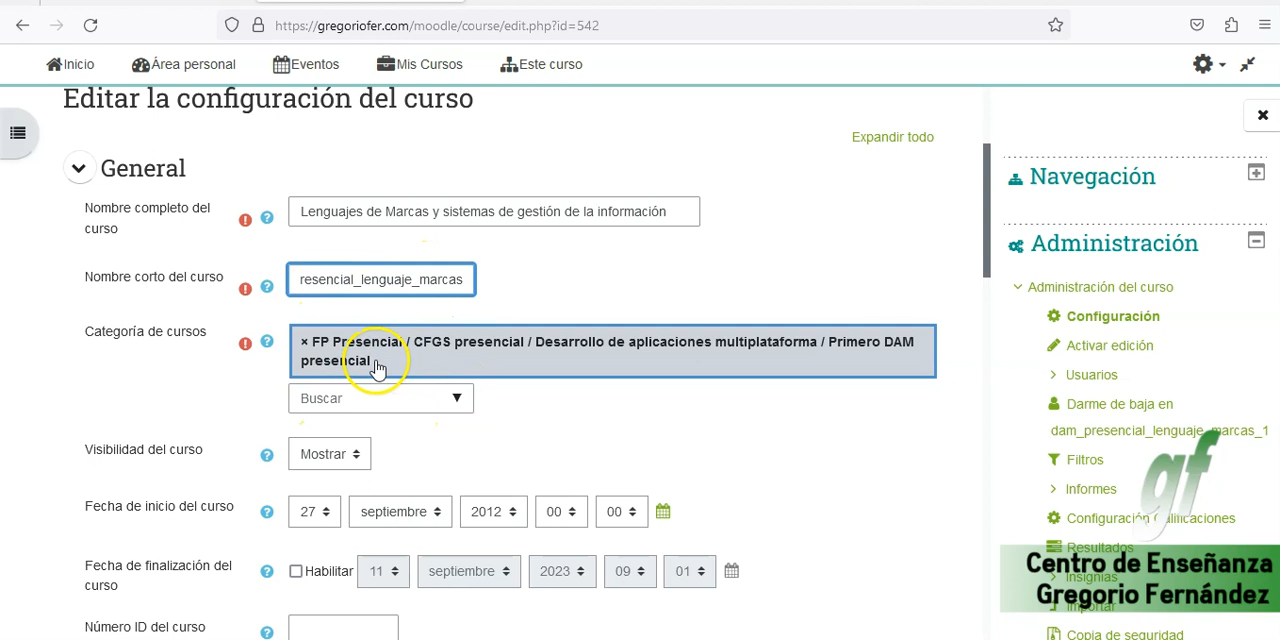 https://gregoriofer.com/moodle/course/edit.php?id=542
Inicio
Área personal
Eventos
Mis Cursos
Este curso
Editar la configuración del curso
Expandir todo
General
Nombre completo del
curso
Lenguajes de Marcas y sistemas de gestión de la información
Nombre corto del curso
resencial_lenguaje_marcas
Categoría de cursos
× FP Presencial / CFGS presencial / Desarrollo de aplicaciones multiplataforma / Primero DAM
presencial
Buscar
Visibilidad del curso
Mostrar
Fecha de inicio del curso
27 septiembre 2012 00 00
Fecha de finalización del
curso
Habilitar 11 septiembre 2023 09 01
Número ID del curso
Navegación
Administración
Administración del curso
Configuración
Activar edición
Usuarios
Darme de baja en
dam_presencial_lenguaje_marcas_1
Filtros
Informes
Configuración Calificaciones
Resultados
Insignias
Importar
Copia de seguridad
gf
Centro de Enseñanza
Gregorio Fernández